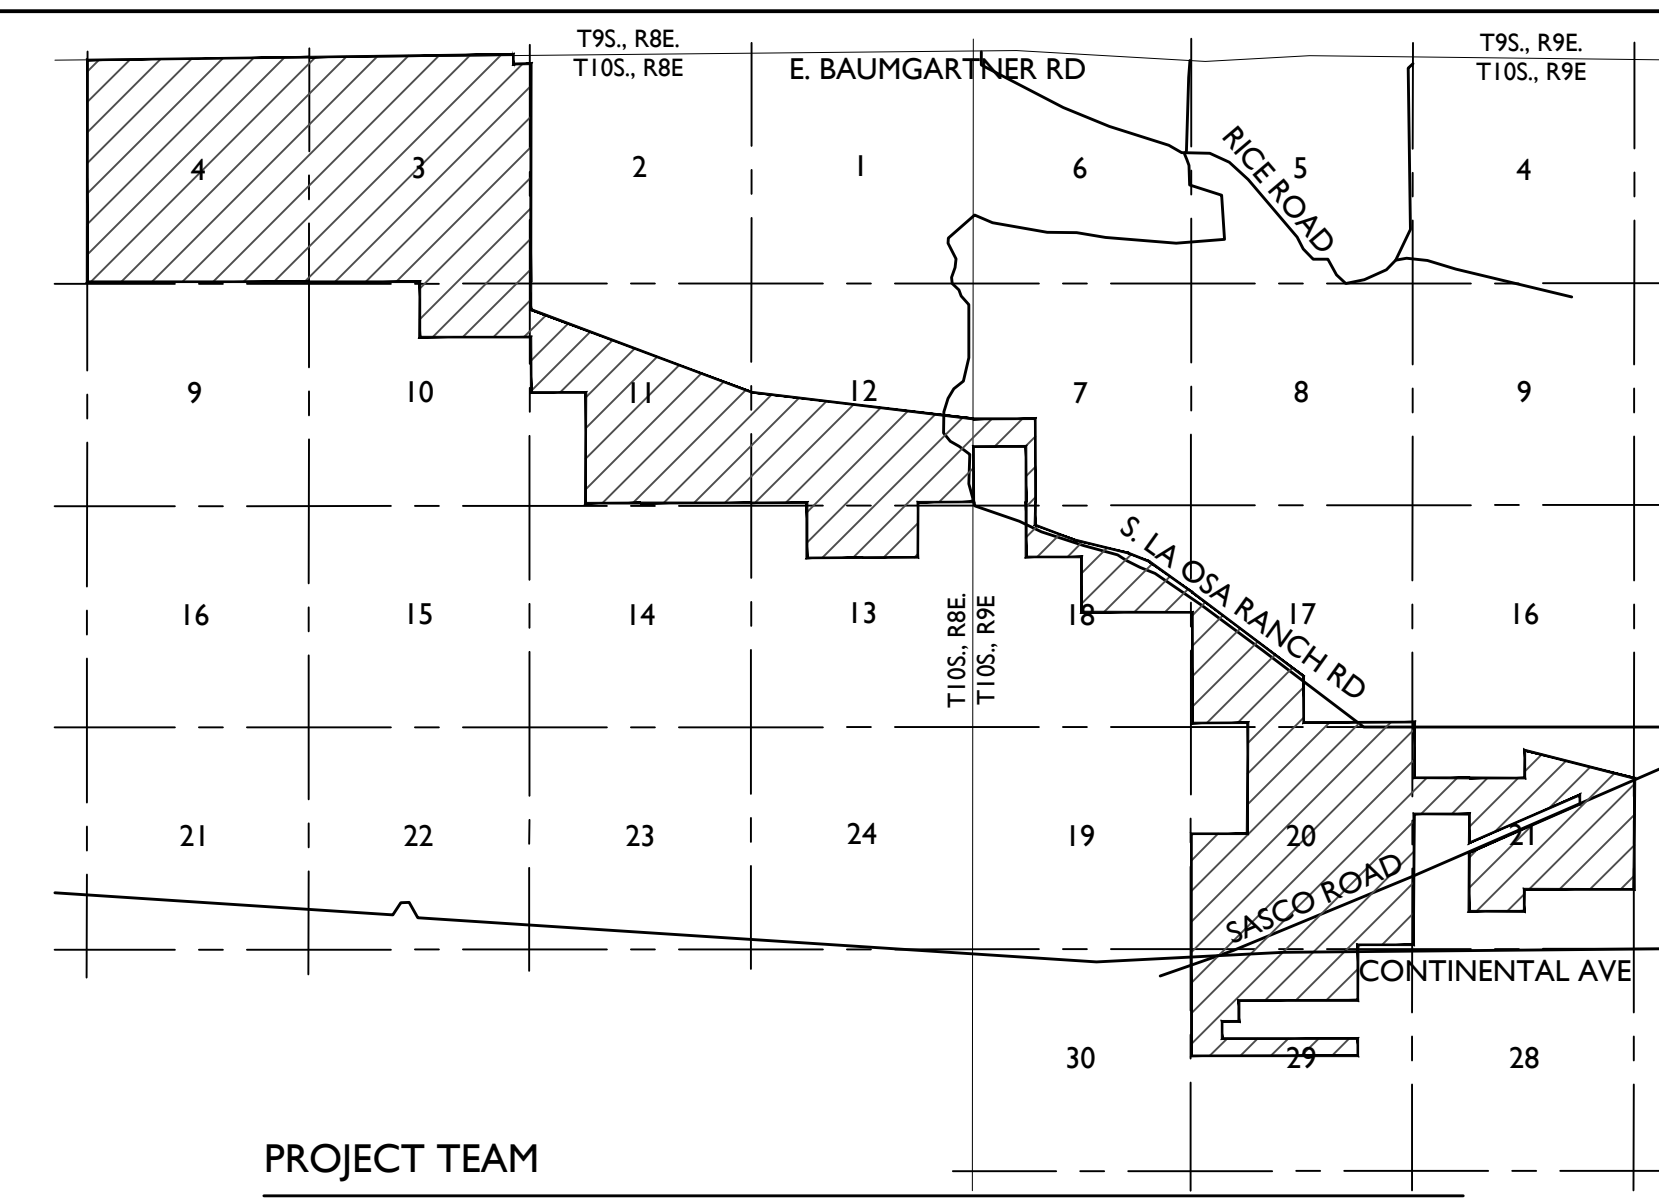 T9S., R8E.
T10S., R8E
E. BAUMGARTNER RD
T9S., R9E.
T10S., R9E
4
3
2
1
6
RICE ROAD
5
4
9
10
11
12
7
8
9
16
15
14
13
T10S., R8E.
T10S., R9E
18
S. LA OSA RANCH RD
17
16
21
22
23
24
19
20
21
SASCO ROAD
CONTINENTAL AVE
30
29
28
PROJECT TEAM